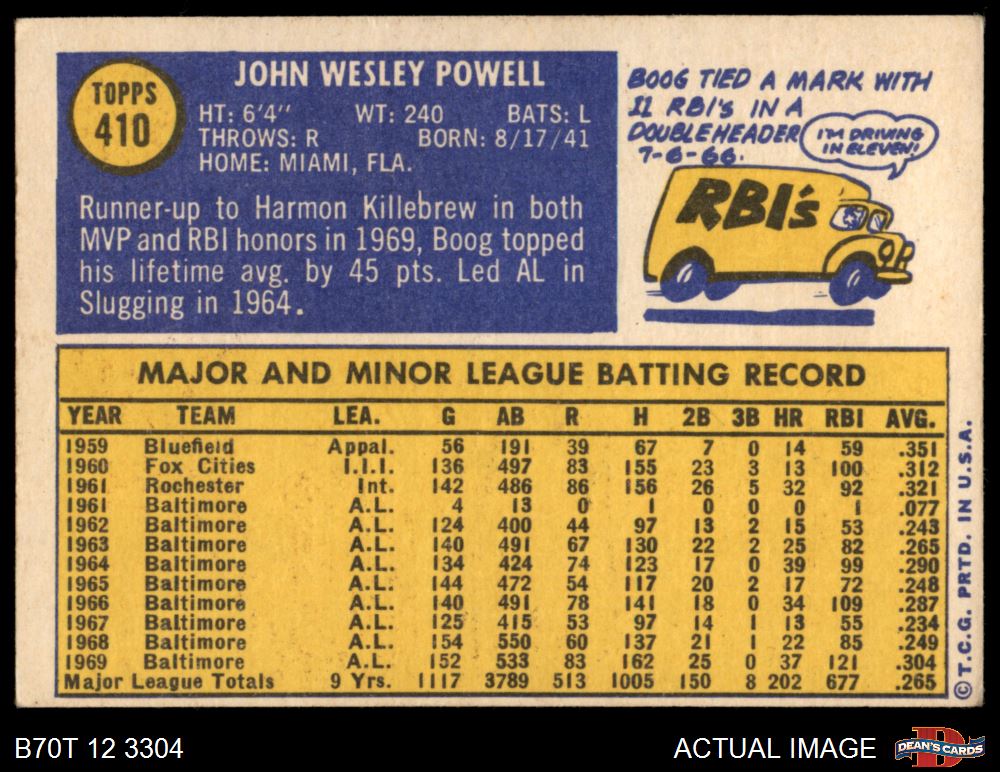 TOPPS
410
JOHN WESLEY POWELL
HT: 6'4" WT: 240 BATS: L
THROWS: R BORN: 8/17/41
HOME: MIAMI, FLA.
Runner-up to Harmon Killebrew in both
MVP and RBI honors in 1969, Boog topped
his lifetime avg. by 45 pts. Led AL in
Slugging in 1964.
BOOG TIED A MARK WITH
11 RBI's IN A
DOUBLEHEADER
7-6-66.
I'M DRIVING
IN ELEVEN!
RBI's
MAJOR AND MINOR LEAGUE BATTING RECORD
YEAR TEAM LEA. G AB R H 2B 3B HR RBI AVG.
1959 Bluefield Appal. 56 191 39 67 7 0 14 59 .351
1960 Fox Cities I.I.I. 136 497 83 155 23 3 13 100 .312
1961 Rochester Int. 142 486 86 156 26 5 32 92 .321
1961 Baltimore A.L. 4 13 0 1 0 0 0 1 .077
1962 Baltimore A.L. 124 400 44 97 13 2 15 53 .243
1963 Baltimore A.L. 140 491 67 130 22 2 25 82 .265
1964 Baltimore A.L. 134 424 74 123 17 0 39 99 .290
1965 Baltimore A.L. 144 472 54 117 20 2 17 72 .248
1966 Baltimore A.L. 140 491 78 141 18 0 34 109 .287
1967 Baltimore A.L. 125 415 53 97 14 1 13 55 .234
1968 Baltimore A.L. 154 550 60 137 21 1 22 85 .249
1969 Baltimore A.L. 152 533 83 162 25 0 37 121 .304
Major League Totals 9 Yrs. 1117 3789 513 1005 150 8 202 677 .265
© T.C.G. PRTD. IN U.S.A.
B70T 12 3304
ACTUAL IMAGE
D
DEAN'S CARDS